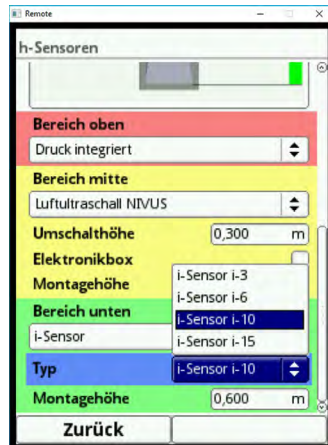 Remote
h-Sensoren
Bereich oben
Druck integriert
Bereich mitte
Luftultraschall NIVUS
Umschalthöhe 0,300 m
Elektronikbox
Montagehöhe
i-Sensor i-3
i-Sensor i-6
i-Sensor i-10
i-Sensor i-15
Bereich unten
i-Sensor
Typ i-Sensor i-10
Montagehöhe 0,600 m
Zurück